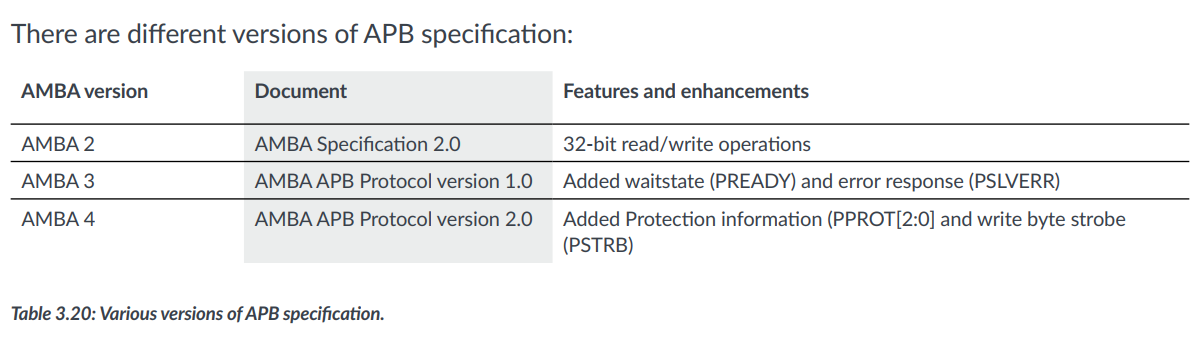 There are different versions of APB specification:
AMBA version Document Features and enhancements
AMBA 2 AMBA Specification 2.0 32-bit read/write operations
AMBA 3 AMBA APB Protocol version 1.0 Added waitstate (PREADY) and error response (PSLVERR)
AMBA 4 AMBA APB Protocol version 2.0 Added Protection information (PPROT[2:0] and write byte strobe
(PSTRB)
Table 3.20: Various versions of APB specification.